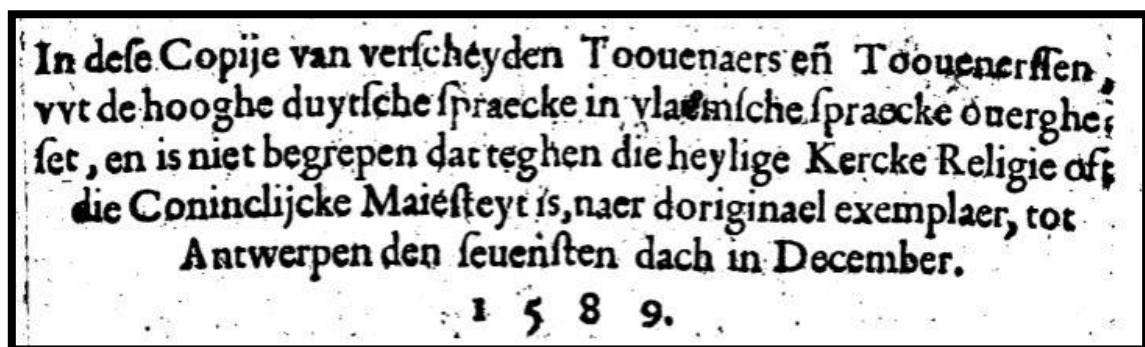 In deſe Copije van verſcheyden Toouenaers en̄ Toouenerſſen,
vvt de hooghe duytſche ſpraecke in vlaemſche ſpraecke ouerghe-
ſet, en is niet begrepen dat teghen die heylige Kercke Religie oft
die Coninclijcke Maieſteyt is, naer doriginael exemplaer, tot
Antwerpen den ſeuenſten dach in December.
1589.